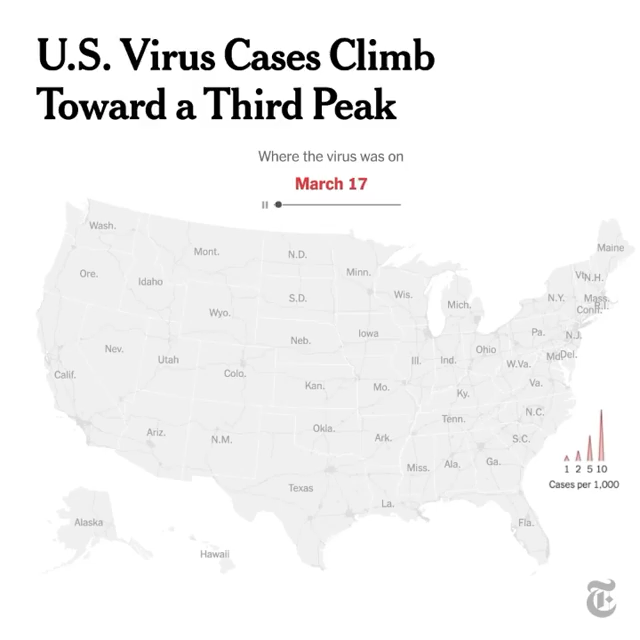 U.S. Virus Cases Climb
Toward a Third Peak
Where the virus was on
March 17
Wash.
Maine
Mont.
N.D.
Minn.
Vt.
N.H.
Ore.
Idaho
S.D.
Wis.
Mich.
N.Y.
Mass.
R.I.
Conn.
Wyo.
Iowa
Pa.
N.J.
Nev.
Neb.
Ill.
Ind.
Ohio
Md.
Del.
Utah
Colo.
W.Va.
Calif.
Kan.
Mo.
Ky.
Va.
Ariz.
N.M.
Okla.
Ark.
Tenn.
N.C.
S.C.
Miss.
Ala.
Ga.
1 2 5 10
Cases per 1,000
Texas
La.
Alaska
Fla.
Hawaii
T